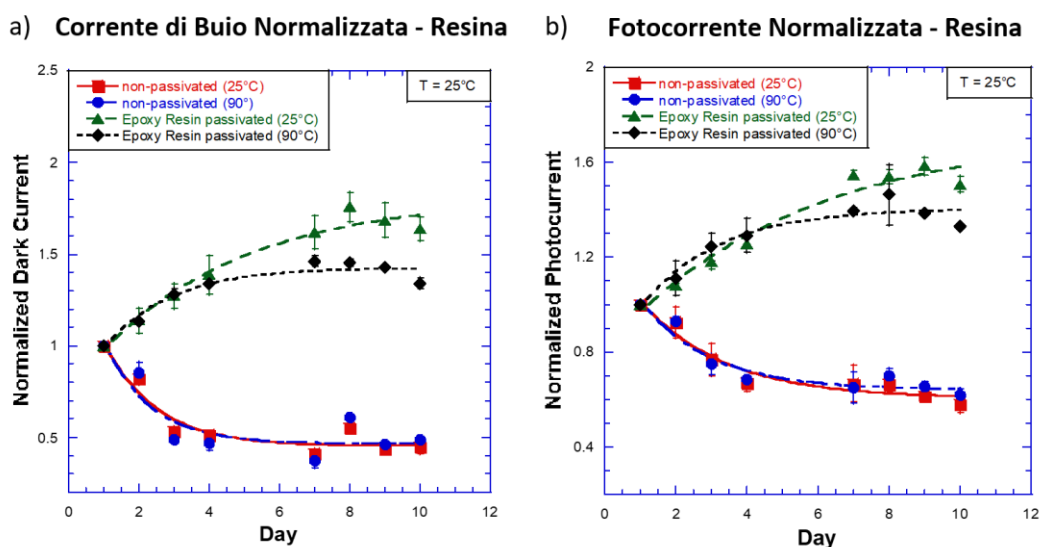 a) Corrente di Buio Normalizzata - Resina
non-passivated (25°C)
non-passivated (90°)
Epoxy Resin passivated (25°C)
Epoxy Resin passivated (90°C)
T = 25°C
Normalized Dark Current
2.5
2
1.5
1
0.5
0 2 4 6 8 10 12
Day
b) Fotocorrente Normalizzata - Resina
non-passivated (25°C)
non-passivated (90°C)
Epoxy Resin passivated (25°C)
Epoxy Resin passivated (90°C)
T = 25°C
Normalized Photocurrent
2
1.6
1.2
0.8
0.4
0 2 4 6 8 10 12
Day